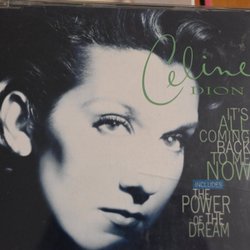 Celine
DION
IT'S
ALL
COMING
BACK
TO ME
NOW
INCLUDES
THE
POWER
OF THE
DREAM